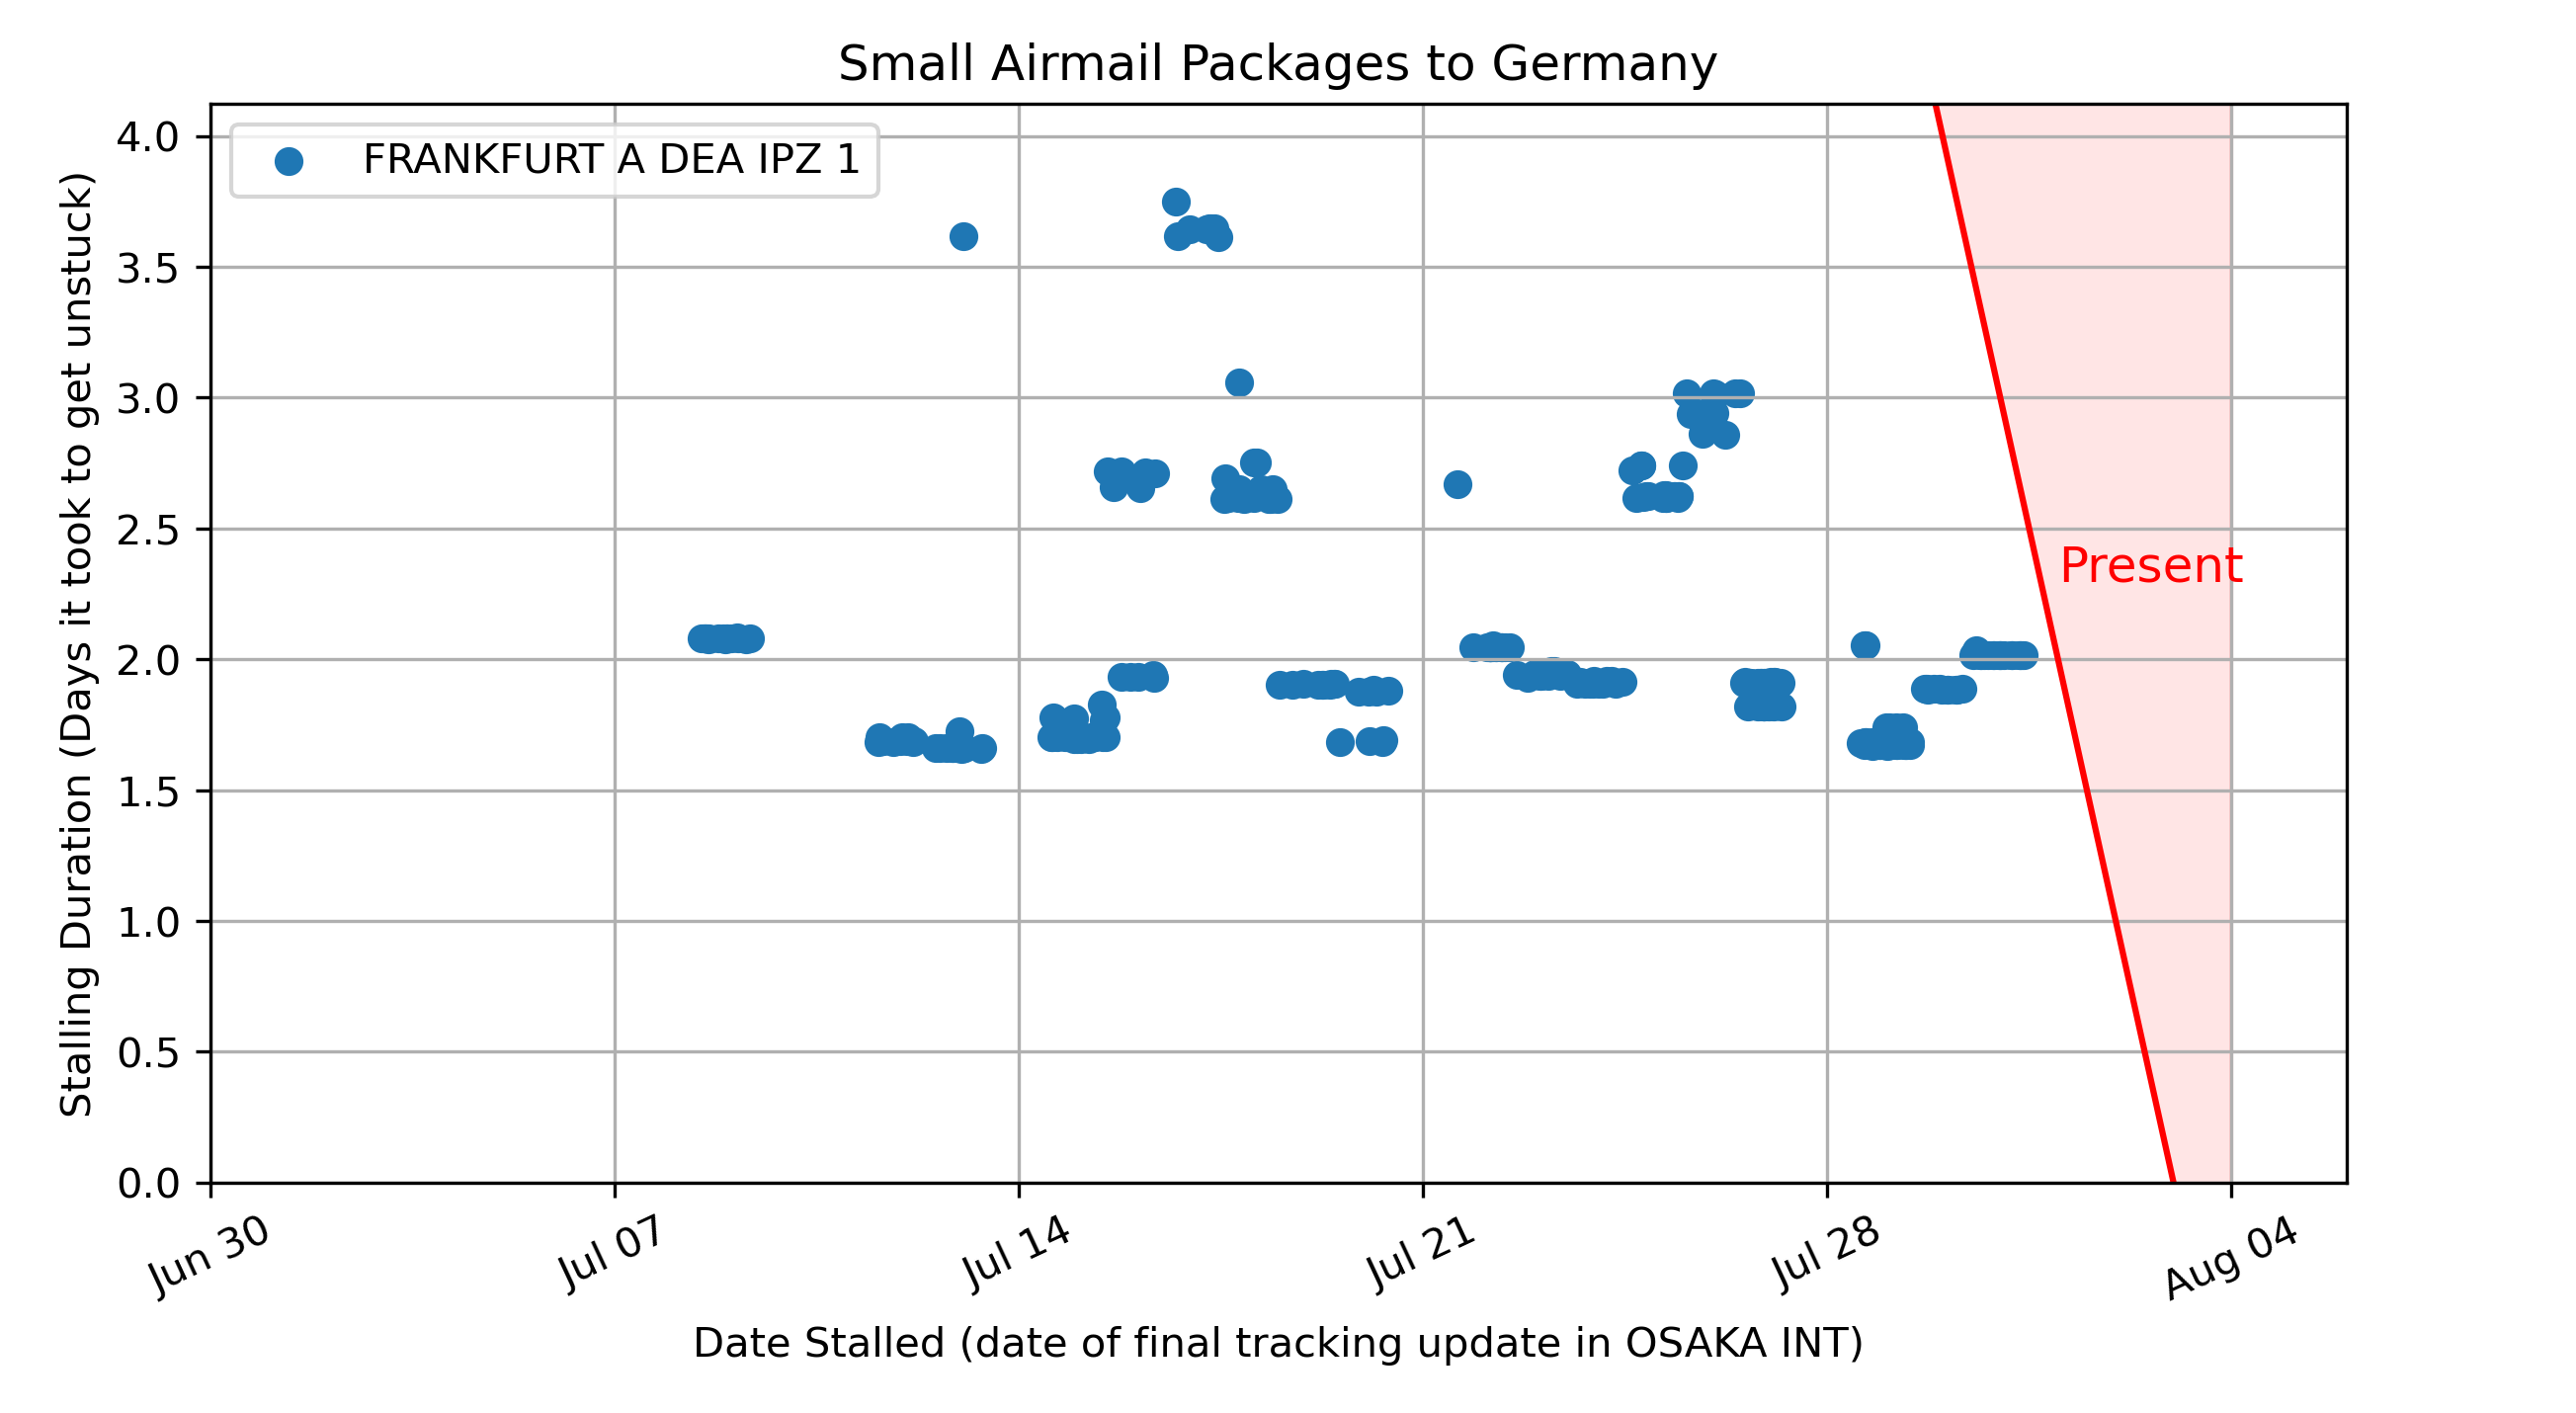 Small Airmail Packages to Germany
FRANKFURT A DEA IPZ 1
Stalling Duration (Days it took to get unstuck)
4.0
3.5
3.0
2.5
2.0
1.5
1.0
0.5
0.0
Present
Jun 30
Jul 07
Jul 14
Jul 21
Jul 28
Aug 04
Date Stalled (date of final tracking update in OSAKA INT)